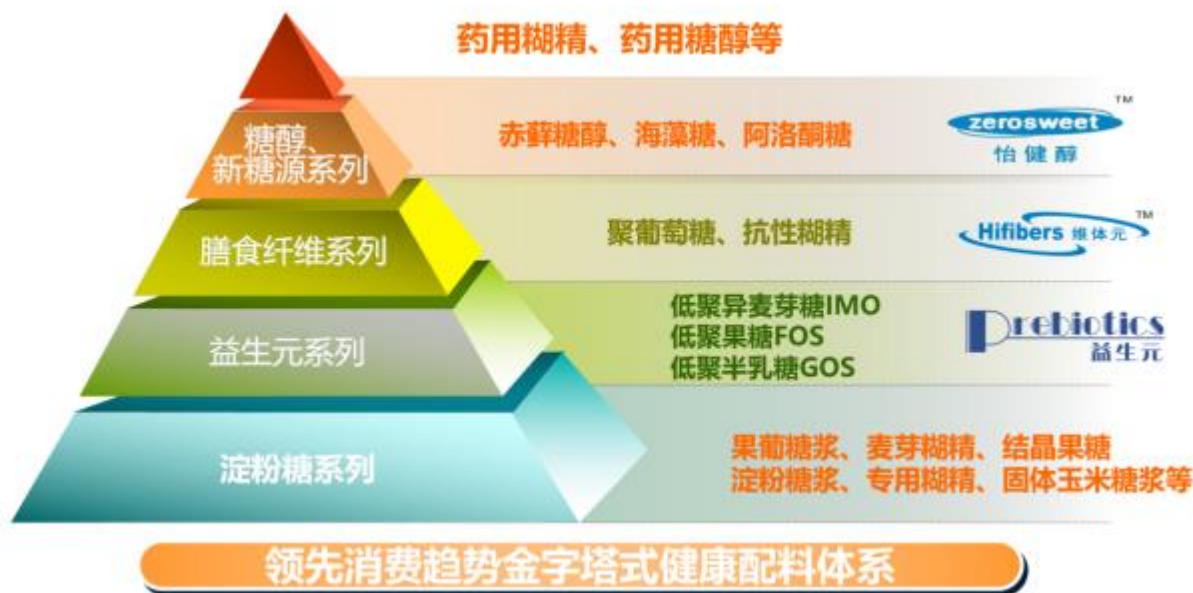 药用糊精、药用糖醇等
糖醇、
新糖源系列
赤藓糖醇、海藻糖、阿洛酮糖
TM
zerosweet
怡健醇
膳食纤维系列
聚葡萄糖、抗性糊精
Hifibers 维体元
TM
益生元系列
低聚异麦芽糖IMO
低聚果糖FOS
低聚半乳糖GOS
Prebiotics
益生元
淀粉糖系列
果葡糖浆、麦芽糊精、结晶果糖
淀粉糖浆、专用糊精、固体玉米糖浆等
领先消费趋势金字塔式健康配料体系